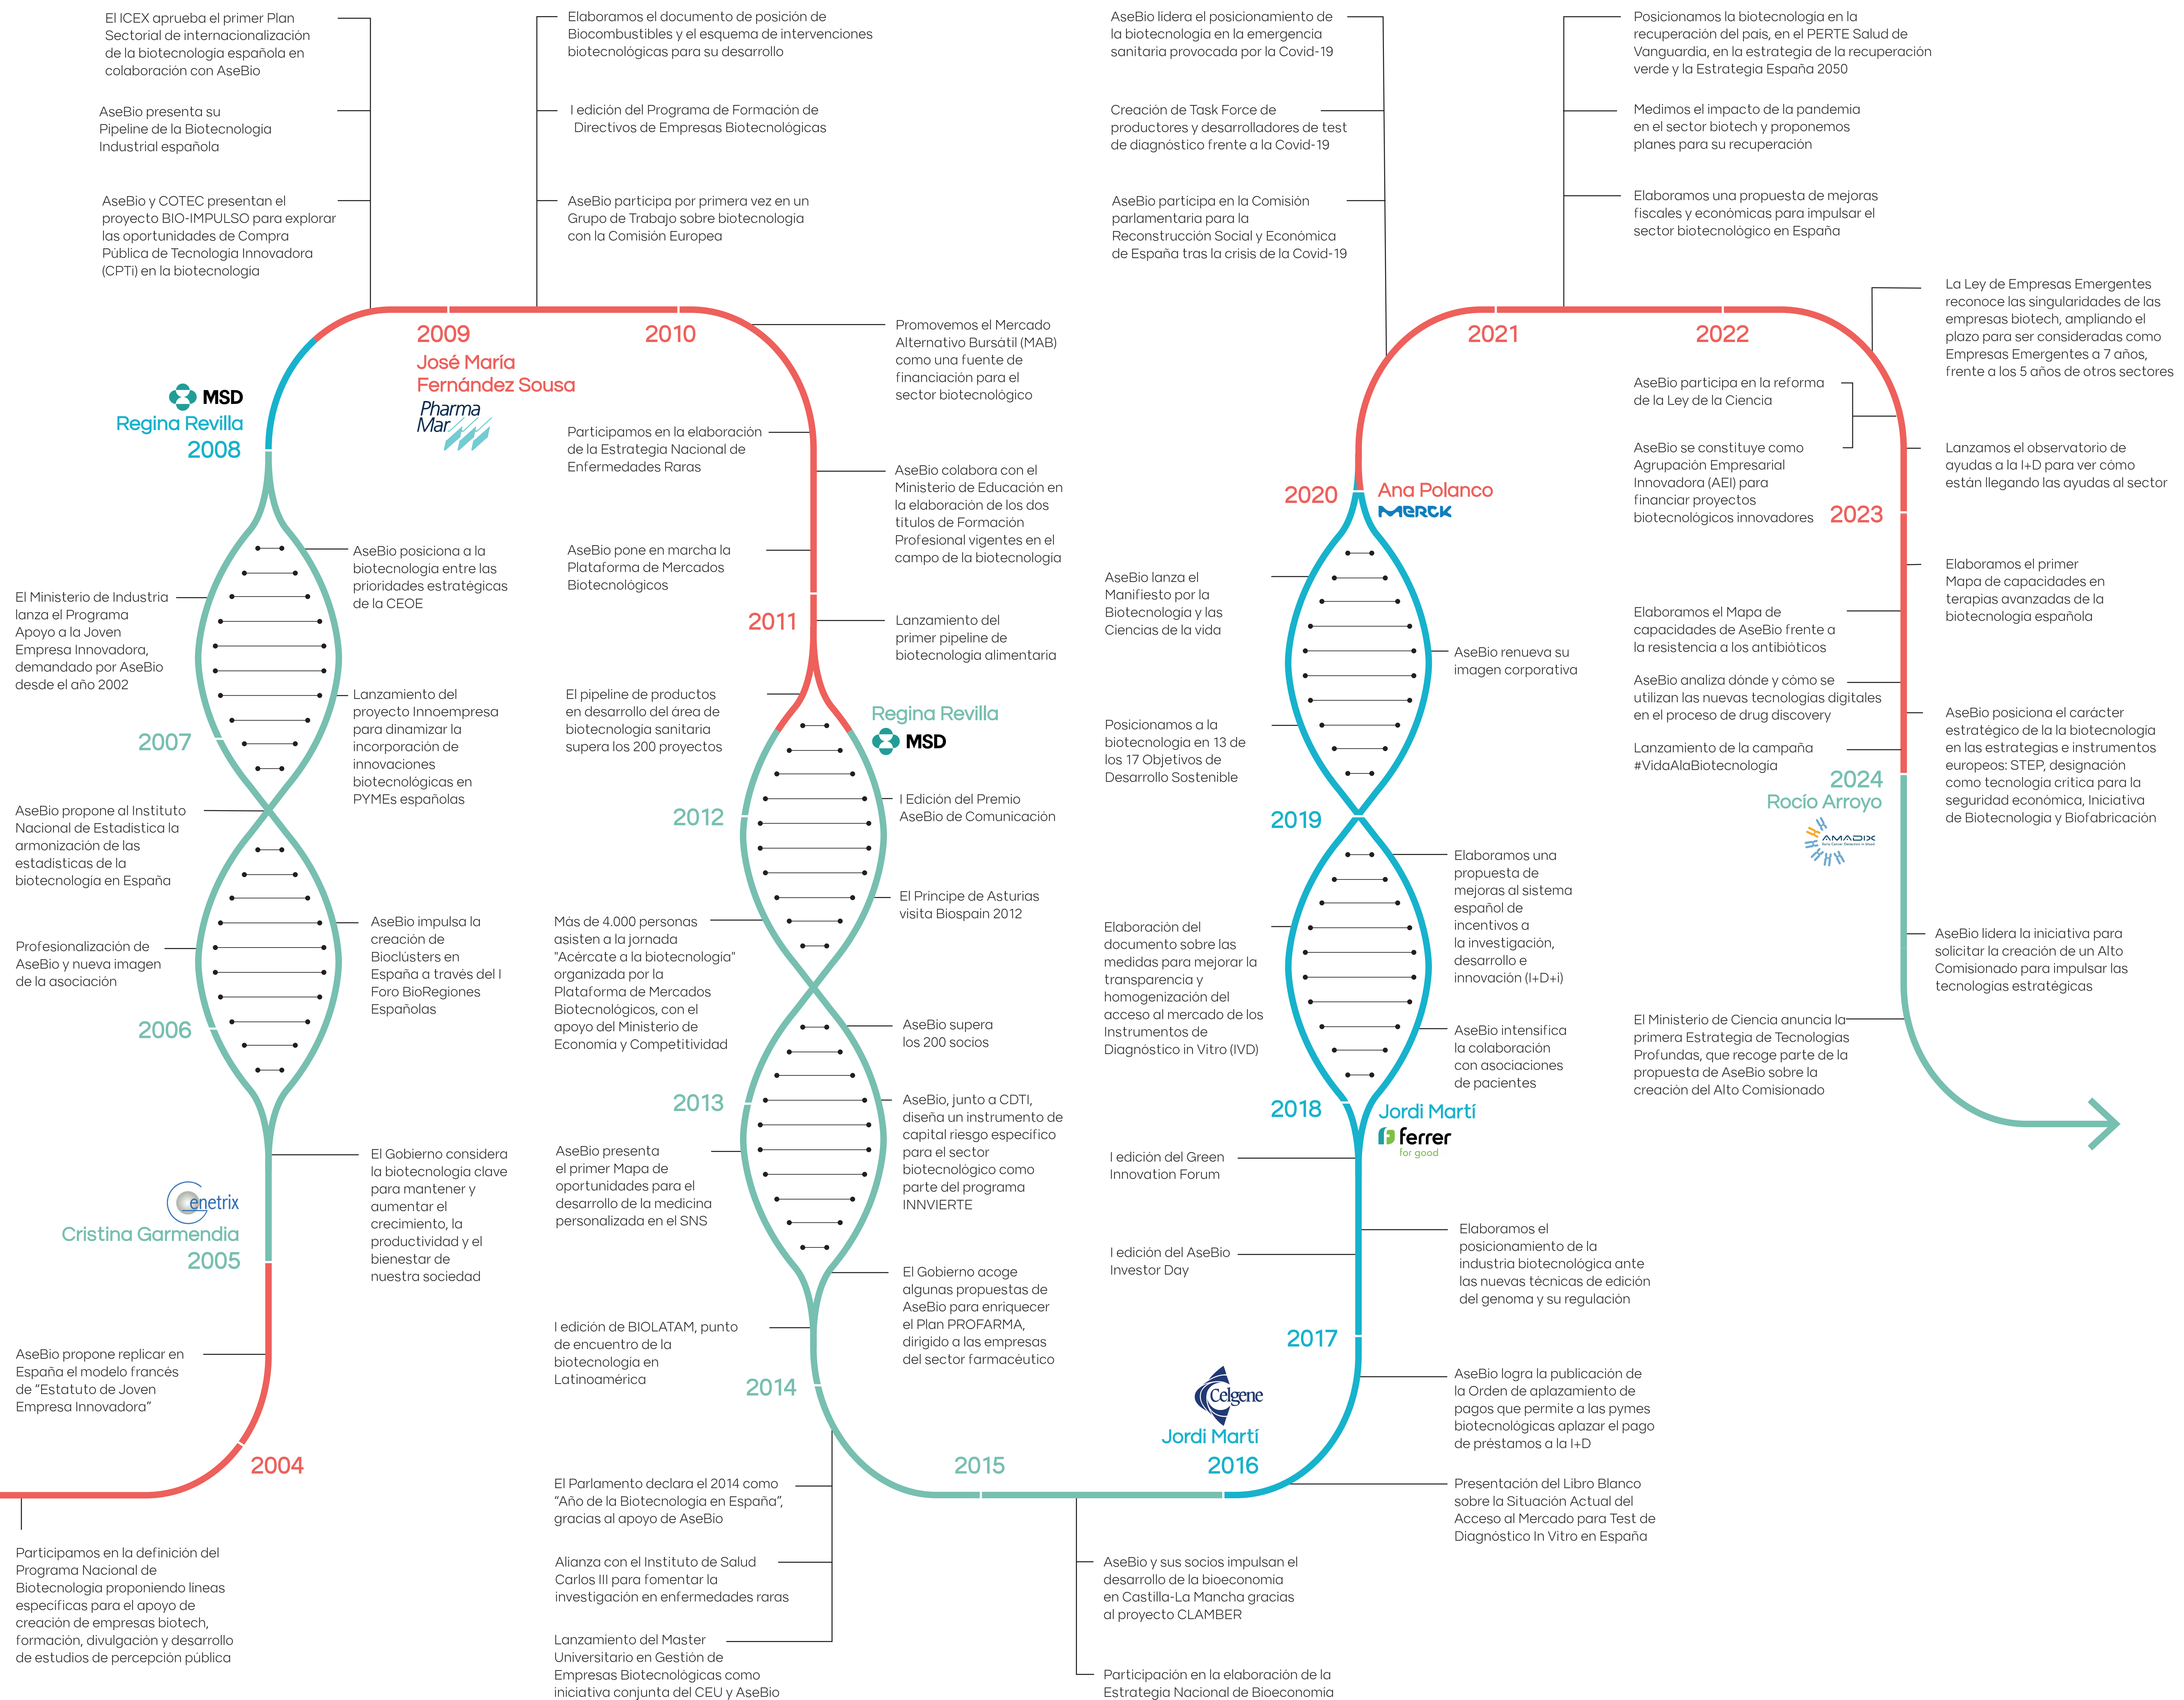 Participamos en la definición del
Programa Nacional de
Biotecnología proponiendo líneas
específicas para el apoyo de
creación de empresas biotech,
formación, divulgación y desarrollo
de estudios de percepción pública
2004
AseBio propone replicar en
España el modelo francés
de “Estatuto de Joven
Empresa Innovadora”
Genetrix
Cristina Garmendia
2005
El Gobierno considera
la biotecnología clave
para mantener y
aumentar el
crecimiento, la
productividad y el
bienestar de
nuestra sociedad
2006
Profesionalización de
AseBio y nueva imagen
de la asociación
AseBio impulsa la
creación de
Bioclústers en
España a través del I
Foro BioRegiones
Españolas
AseBio propone al Instituto
Nacional de Estadística la
armonización de las
estadísticas de la
biotecnología en España
2007
Lanzamiento del
proyecto Innoempresa
para dinamizar la
incorporación de
innovaciones
biotecnológicas en
PYMEs españolas
El Ministerio de Industria
lanza el Programa
Apoyo a la Joven
Empresa Innovadora,
demandado por AseBio
desde el año 2002
AseBio posiciona a la
biotecnología entre las
prioridades estratégicas
de la CEOE
MSD
Regina Revilla
2008
El ICEX aprueba el primer Plan
Sectorial de internacionalización
de la biotecnología española en
colaboración con AseBio
AseBio presenta su
Pipeline de la Biotecnología
Industrial española
AseBio y COTEC presentan el
proyecto BIO-IMPULSO para explorar
las oportunidades de Compra
Pública de Tecnología Innovadora
(CPTi) en la biotecnología
2009
José María
Fernández Sousa
Pharma
Mar
Elaboramos el documento de posición de
Biocombustibles y el esquema de intervenciones
biotecnológicas para su desarrollo
I edición del Programa de Formación de
Directivos de Empresas Biotecnológicas
AseBio participa por primera vez en un
Grupo de Trabajo sobre biotecnología
con la Comisión Europea
2010
Promovemos el Mercado
Alternativo Bursátil (MAB)
como una fuente de
financiación para el
sector biotecnológico
Participamos en la elaboración
de la Estrategia Nacional de
Enfermedades Raras
AseBio colabora con el
Ministerio de Educación en
la elaboración de los dos
títulos de Formación
Profesional vigentes en el
campo de la biotecnología
AseBio pone en marcha la
Plataforma de Mercados
Biotecnológicos
2011
Lanzamiento del
primer pipeline de
biotecnología alimentaria
El pipeline de productos
en desarrollo del área de
biotecnología sanitaria
supera los 200 proyectos
Regina Revilla
MSD
2012
I Edición del Premio
AseBio de Comunicación
El Príncipe de Asturias
visita Biospain 2012
Más de 4.000 personas
asisten a la jornada
"Acércate a la biotecnología"
organizada por la
Plataforma de Mercados
Biotecnológicos, con el
apoyo del Ministerio de
Economía y Competitividad
AseBio supera
los 200 socios
2013
AseBio, junto a CDTI,
diseña un instrumento de
capital riesgo específico
para el sector
biotecnológico como
parte del programa
INNVIERTE
AseBio presenta
el primer Mapa de
oportunidades para el
desarrollo de la medicina
personalizada en el SNS
El Gobierno acoge
algunas propuestas de
AseBio para enriquecer
el Plan PROFARMA,
dirigido a las empresas
del sector farmacéutico
I edición de BIOLATAM, punto
de encuentro de la
biotecnología en
Latinoamérica
2014
El Parlamento declara el 2014 como
“Año de la Biotecnología en España”,
gracias al apoyo de AseBio
Alianza con el Instituto de Salud
Carlos III para fomentar la
investigación en enfermedades raras
Lanzamiento del Master
Universitario en Gestión de
Empresas Biotecnológicas como
iniciativa conjunta del CEU y AseBio
2015
AseBio y sus socios impulsan el
desarrollo de la bioeconomía
en Castilla-La Mancha gracias
al proyecto CLAMBER
Participación en la elaboración de la
Estrategia Nacional de Bioeconomía
Celgene
Jordi Martí
2016
Presentación del Libro Blanco
sobre la Situación Actual del
Acceso al Mercado para Test de
Diagnóstico In Vitro en España
AseBio logra la publicación de
la Orden de aplazamiento de
pagos que permite a las pymes
biotecnológicas aplazar el pago
de préstamos a la I+D
2017
I edición del AseBio
Investor Day
Elaboramos el
posicionamiento de la
industria biotecnológica ante
las nuevas técnicas de edición
del genoma y su regulación
I edición del Green
Innovation Forum
2018
Jordi Martí
ferrer
for good
AseBio intensifica
la colaboración
con asociaciones
de pacientes
Elaboración del
documento sobre las
medidas para mejorar la
transparencia y
homogenización del
acceso al mercado de los
Instrumentos de
Diagnóstico in Vitro (IVD)
Elaboramos una
propuesta de
mejoras al sistema
español de
incentivos a
la investigación,
desarrollo e
innovación (I+D+i)
2019
Posicionamos a la
biotecnología en 13 de
los 17 Objetivos de
Desarrollo Sostenible
AseBio renueva su
imagen corporativa
AseBio lanza el
Manifiesto por la
Biotecnología y las
Ciencias de la vida
2020
Ana Polanco
MERCK
AseBio lidera el posicionamiento de
la biotecnología en la emergencia
sanitaria provocada por la Covid-19
Creación de Task Force de
productores y desarrolladores de test
de diagnóstico frente a la Covid-19
AseBio participa en la Comisión
parlamentaria para la
Reconstrucción Social y Económica
de España tras la crisis de la Covid-19
2021
Posicionamos la biotecnología en la
recuperación del país, en el PERTE Salud de
Vanguardia, en la estrategia de la recuperación
verde y la Estrategia España 2050
Medimos el impacto de la pandemia
en el sector biotech y proponemos
planes para su recuperación
Elaboramos una propuesta de mejoras
fiscales y económicas para impulsar el
sector biotecnológico en España
2022
La Ley de Empresas Emergentes
reconoce las singularidades de las
empresas biotech, ampliando el
plazo para ser consideradas como
Empresas Emergentes a 7 años,
frente a los 5 años de otros sectores
AseBio participa en la reforma
de la Ley de la Ciencia
AseBio se constituye como
Agrupación Empresarial
Innovadora (AEI) para
financiar proyectos
biotecnológicos innovadores
Lanzamos el observatorio de
ayudas a la I+D para ver cómo
están llegando las ayudas al sector
2023
Elaboramos el primer
Mapa de capacidades en
terapias avanzadas de la
biotecnología española
Elaboramos el Mapa de
capacidades de AseBio frente a
la resistencia a los antibióticos
AseBio analiza dónde y cómo se
utilizan las nuevas tecnologías digitales
en el proceso de drug discovery
AseBio posiciona el carácter
estratégico de la la biotecnología
en las estrategias e instrumentos
europeos: STEP, designación
como tecnología crítica para la
seguridad económica, Iniciativa
de Biotecnología y Biofabricación
Lanzamiento de la campaña
#VidaAlaBiotecnología
2024
Rocío Arroyo
AMADIX
AseBio lidera la iniciativa para
solicitar la creación de un Alto
Comisionado para impulsar las
tecnologías estratégicas
El Ministerio de Ciencia anuncia la
primera Estrategia de Tecnologías
Profundas, que recoge parte de la
propuesta de AseBio sobre la
creación del Alto Comisionado